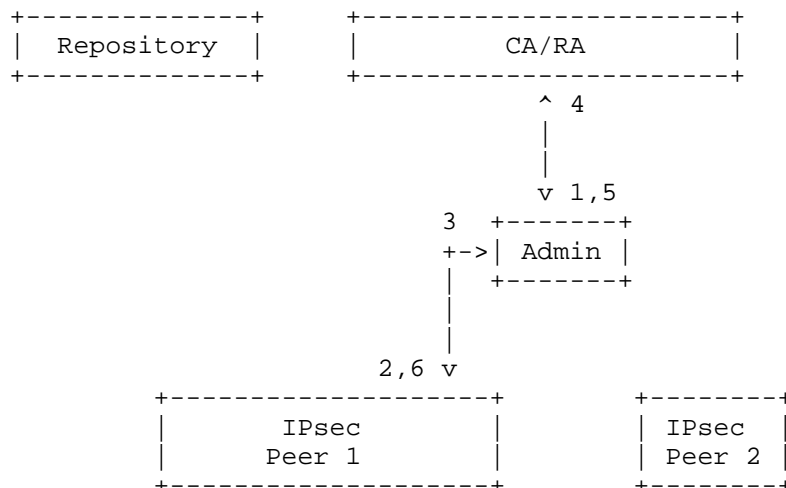 Repository CA/RA
^ 4
v 1,5
3
Admin
2,6 v
IPsec IPsec
Peer 1 Peer 2